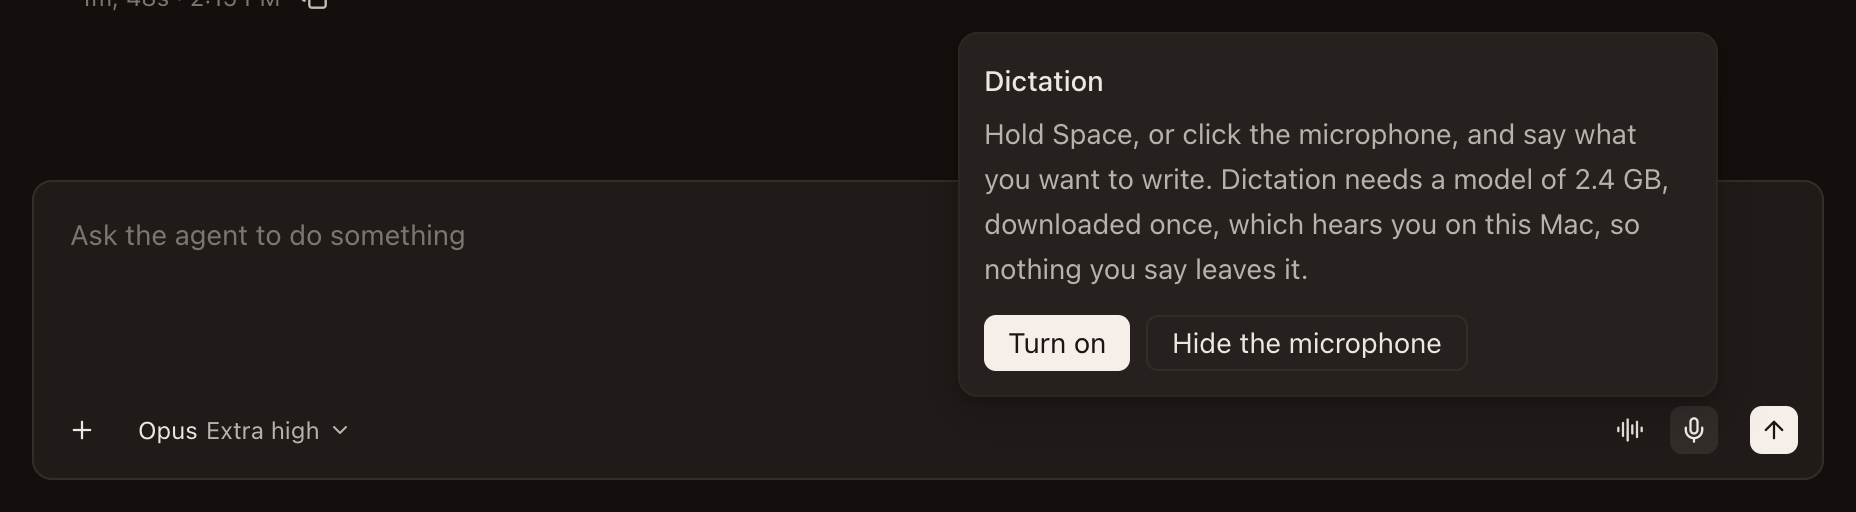 Dictation
Hold Space, or click the microphone, and say what
you want to write. Dictation needs a model of 2.4 GB,
downloaded once, which hears you on this Mac, so
nothing you say leaves it.
Turn on
Hide the microphone
Ask the agent to do something
Opus Extra high